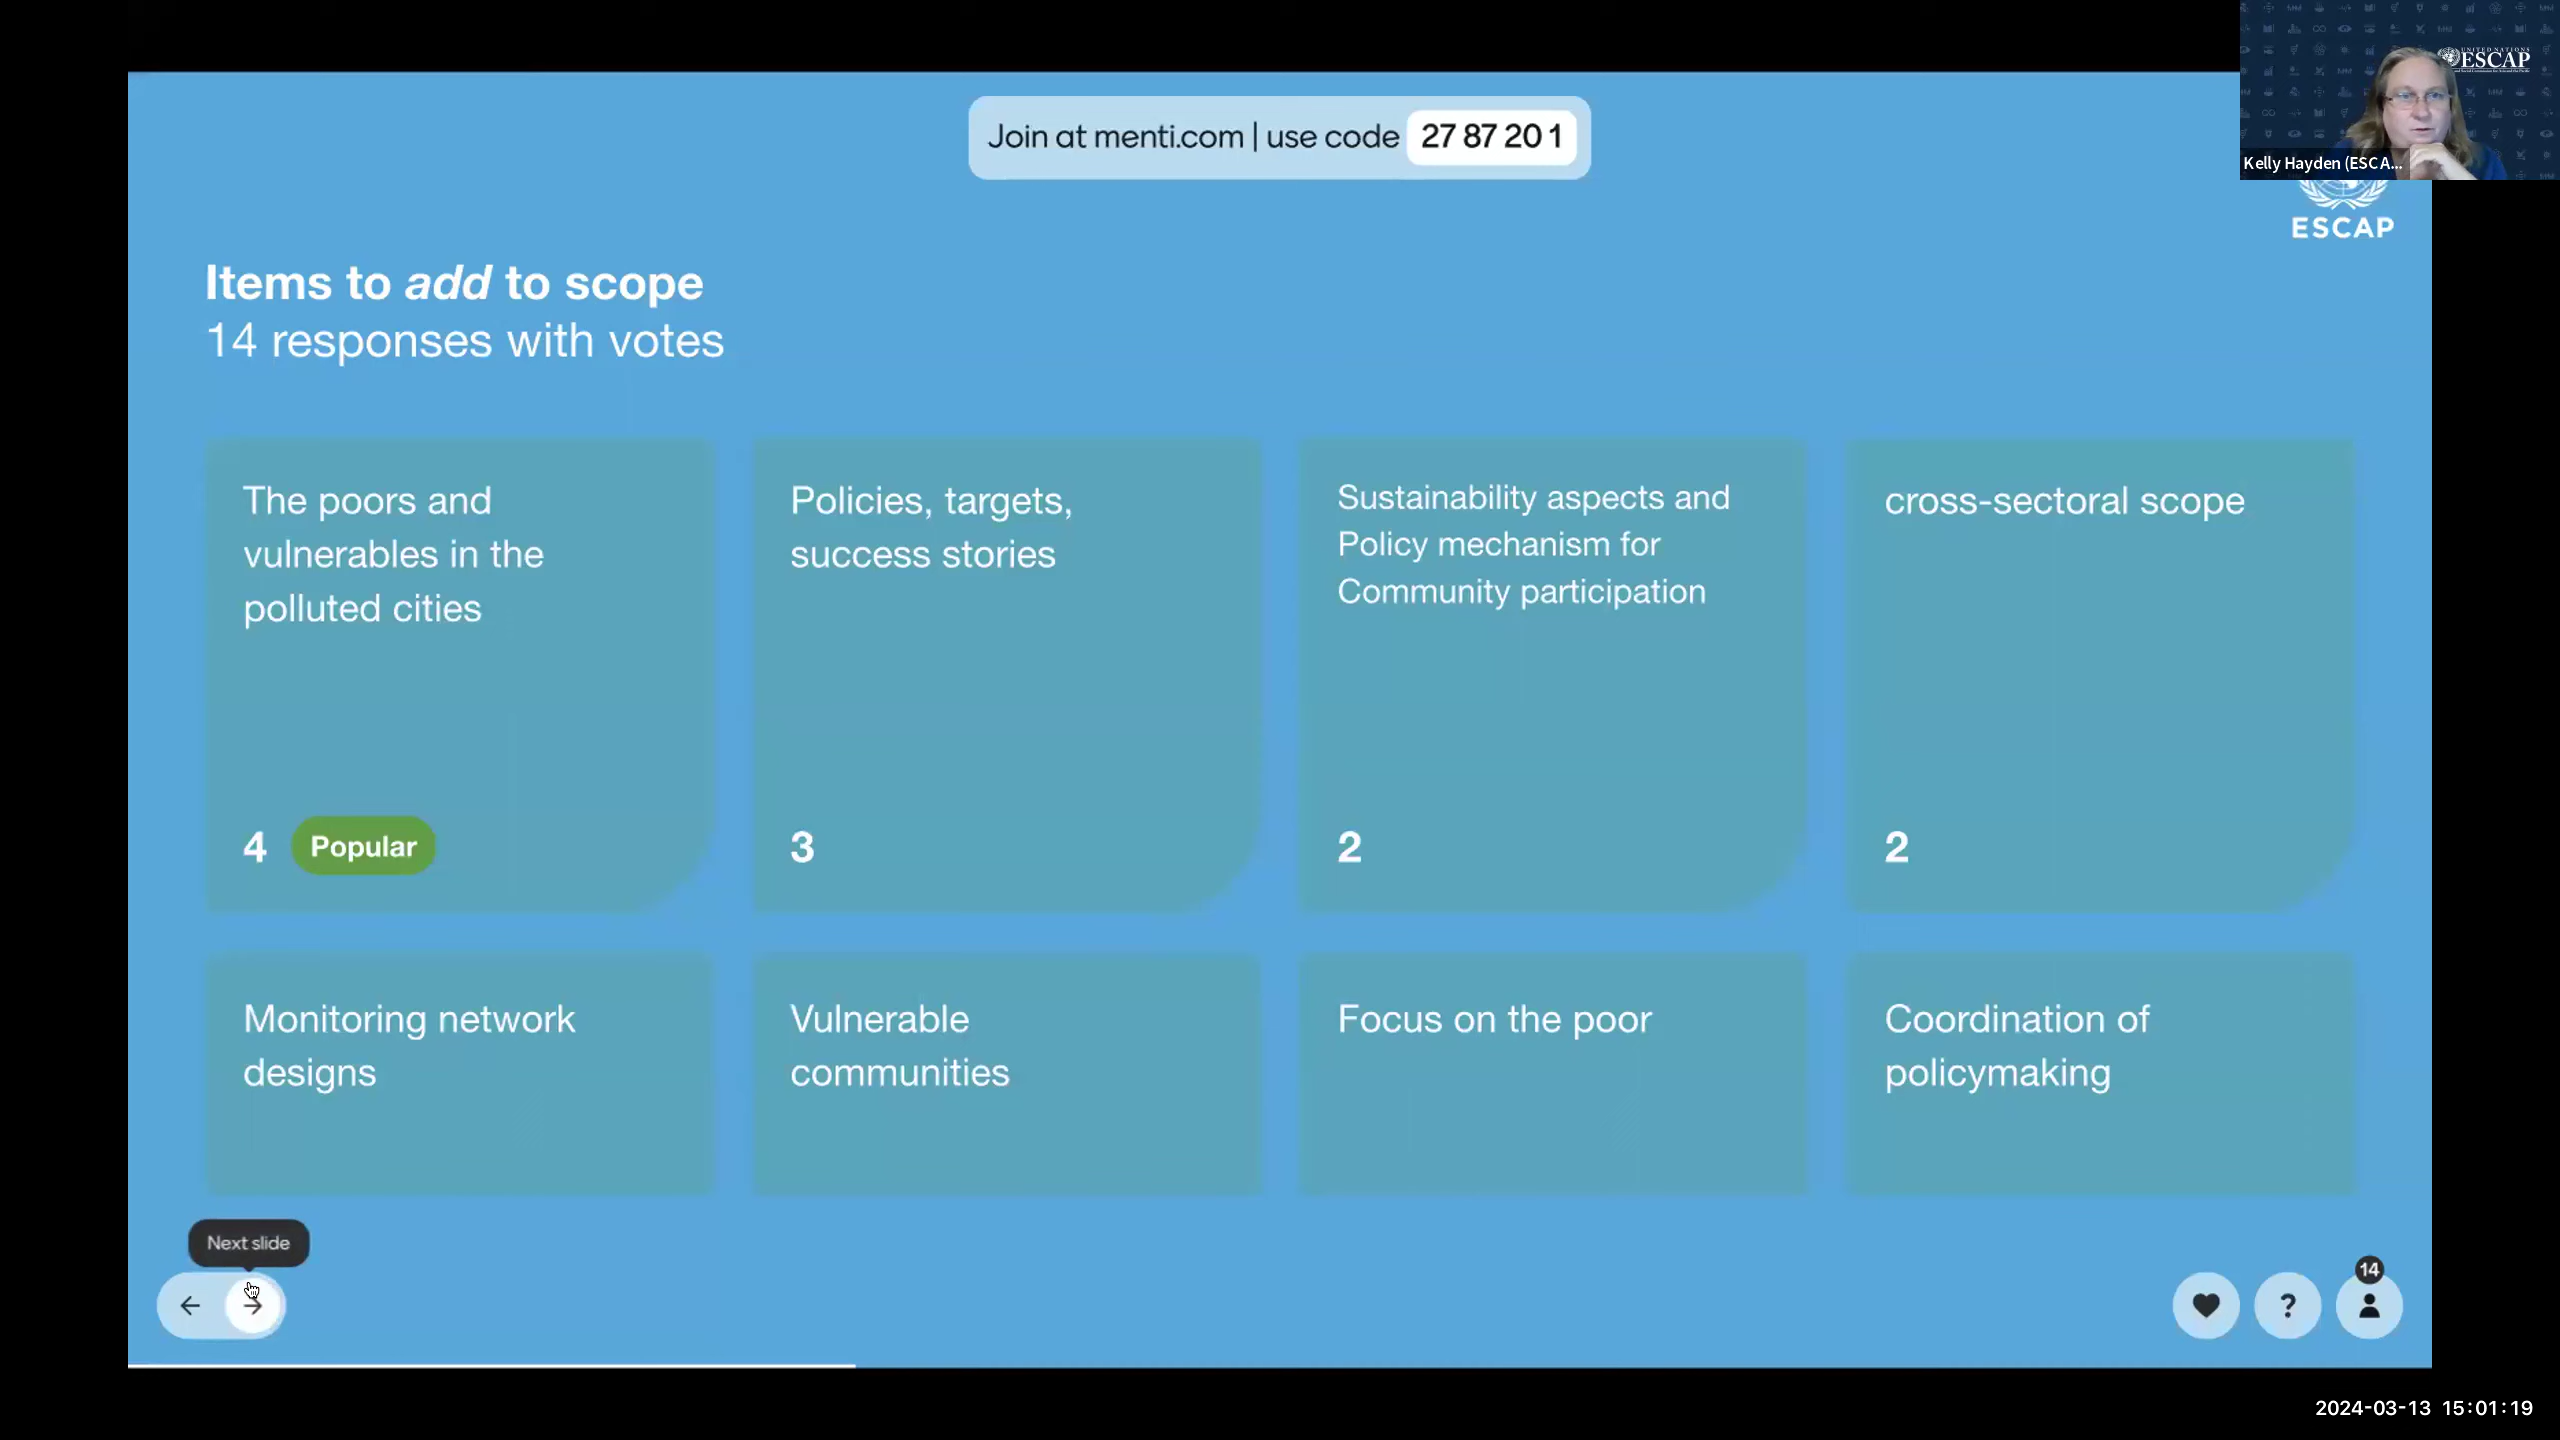 UNITED NATIONS
ESCAP
Kelly Hayden (ESCA...
Join at menti.com | use code 27 87 20 1
ESCAP
Items to add to scope
14 responses with votes
The poors and
vulnerables in the
polluted cities
4 Popular
Policies, targets,
success stories
3
Sustainability aspects and
Policy mechanism for
Community participation
2
cross-sectoral scope
2
Monitoring network
designs
Vulnerable
communities
Focus on the poor
Coordination of
policymaking
Next slide
?
14
2024-03-13 15:01:19